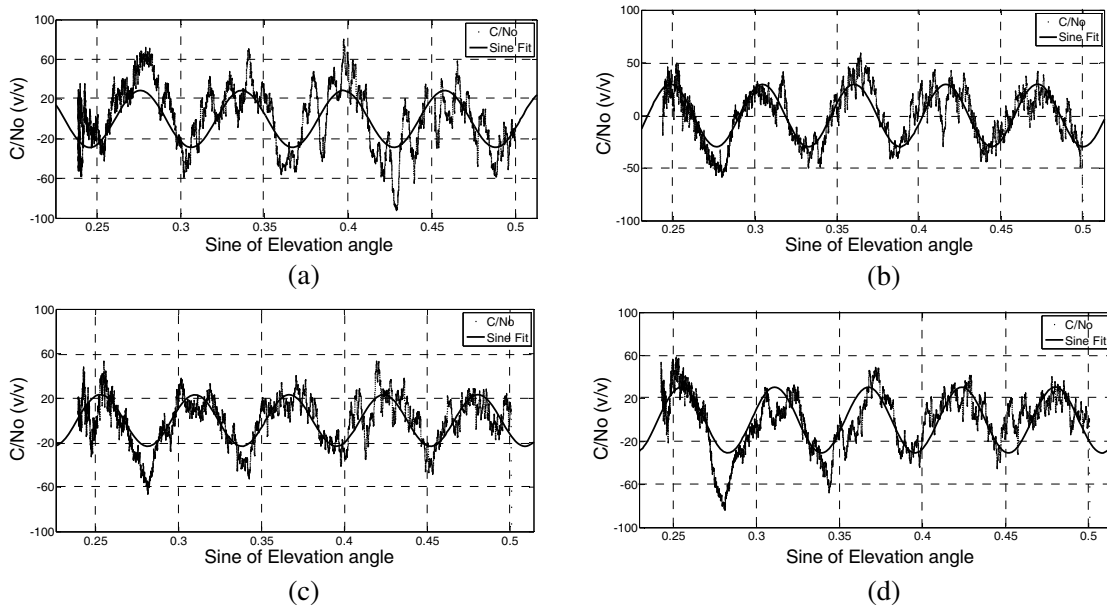 100
60
20
-20
-60
-100
C/No (v/v)
C/No
Sine Fit
0.25 0.3 0.35 0.4 0.45 0.5
Sine of Elevation angle
(a)
100
50
0
-50
-100
C/No (v/v)
C/No
Sine Fit
0.25 0.3 0.35 0.4 0.45 0.5
Sine of Elevation angle
(b)
100
60
20
-20
-60
-100
C/No (v/v)
C/No
Sine Fit
0.25 0.3 0.35 0.4 0.45 0.5
Sine of Elevation angle
(c)
100
60
20
-20
-60
-100
C/No (v/v)
C/No
Sine Fit
0.25 0.3 0.35 0.4 0.45 0.5
Sine of Elevation angle
(d)